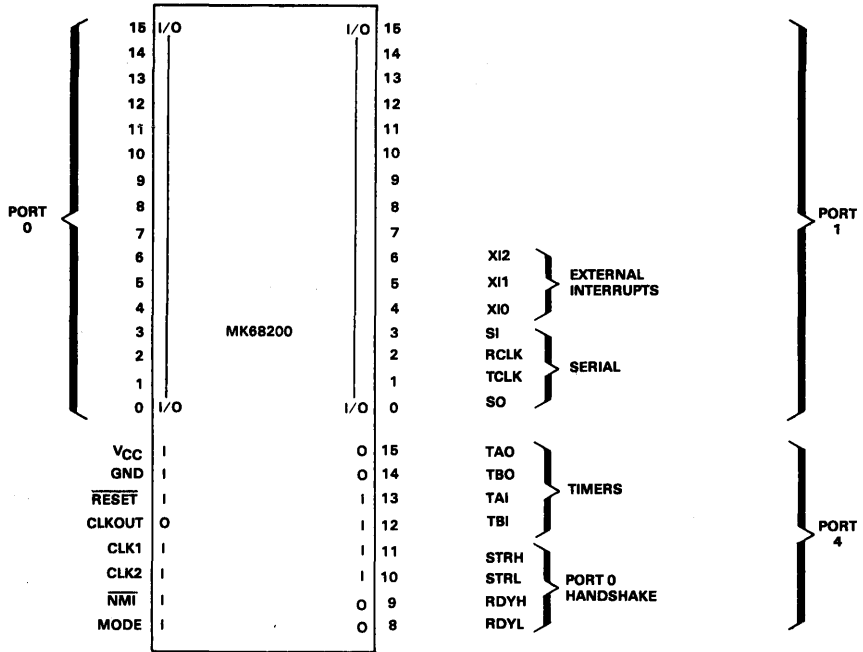 15 I/O I/O 15
14 14
13 13
12 12
11 11
10 10
9 9
8 8
PORT 0 PORT 1
7 7
6 6 XI2
5 5 XI1 EXTERNAL INTERRUPTS
4 4 XI0
3 MK68200 3 SI
2 2 RCLK SERIAL
1 1 TCLK
0 I/O I/O 0 SO
VCC I O 15 TAO
GND I O 14 TBO TIMERS
RESET I I 13 TAI
CLKOUT O I 12 TBI PORT 4
CLK1 I I 11 STRH
CLK2 I I 10 STRL PORT 0 HANDSHAKE
NMI I O 9 RDYH
MODE I O 8 RDYL